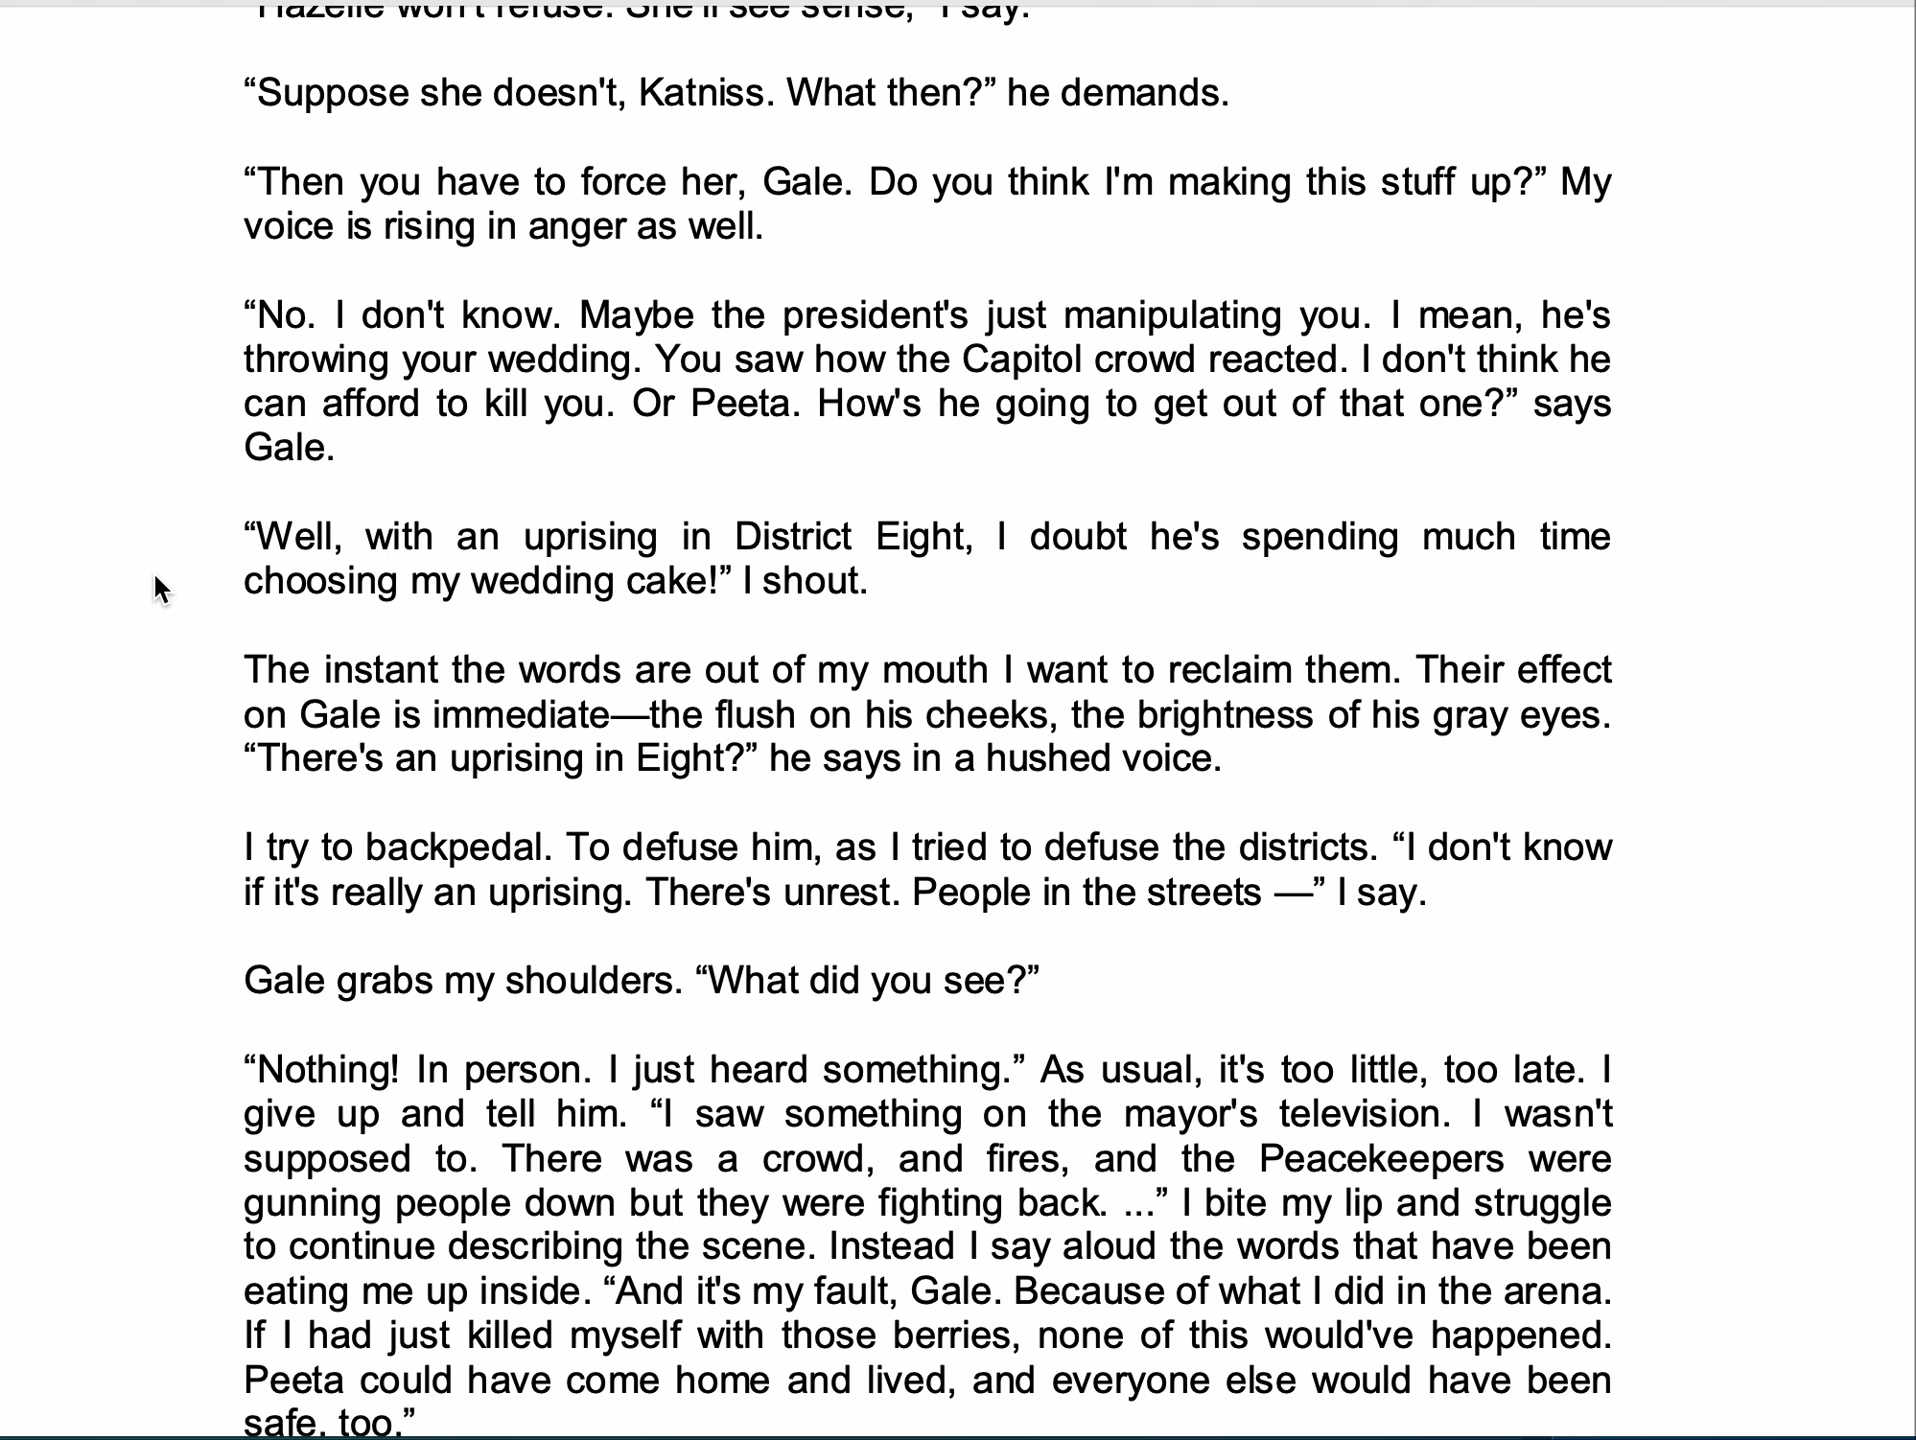 “Hazelle won't refuse. She'll see sense,” I say.
“Suppose she doesn't, Katniss. What then?” he demands.
“Then you have to force her, Gale. Do you think I'm making this stuff up?” My
voice is rising in anger as well.
“No. I don't know. Maybe the president's just manipulating you. I mean, he's
throwing your wedding. You saw how the Capitol crowd reacted. I don't think he
can afford to kill you. Or Peeta. How's he going to get out of that one?” says
Gale.
“Well, with an uprising in District Eight, I doubt he's spending much time
choosing my wedding cake!” I shout.
The instant the words are out of my mouth I want to reclaim them. Their effect
on Gale is immediate—the flush on his cheeks, the brightness of his gray eyes.
“There's an uprising in Eight?” he says in a hushed voice.
I try to backpedal. To defuse him, as I tried to defuse the districts. “I don't know
if it's really an uprising. There's unrest. People in the streets —” I say.
Gale grabs my shoulders. “What did you see?”
“Nothing! In person. I just heard something.” As usual, it's too little, too late. I
give up and tell him. “I saw something on the mayor's television. I wasn't
supposed to. There was a crowd, and fires, and the Peacekeepers were
gunning people down but they were fighting back. ...” I bite my lip and struggle
to continue describing the scene. Instead I say aloud the words that have been
eating me up inside. “And it's my fault, Gale. Because of what I did in the arena.
If I had just killed myself with those berries, none of this would've happened.
Peeta could have come home and lived, and everyone else would have been
safe, too.”